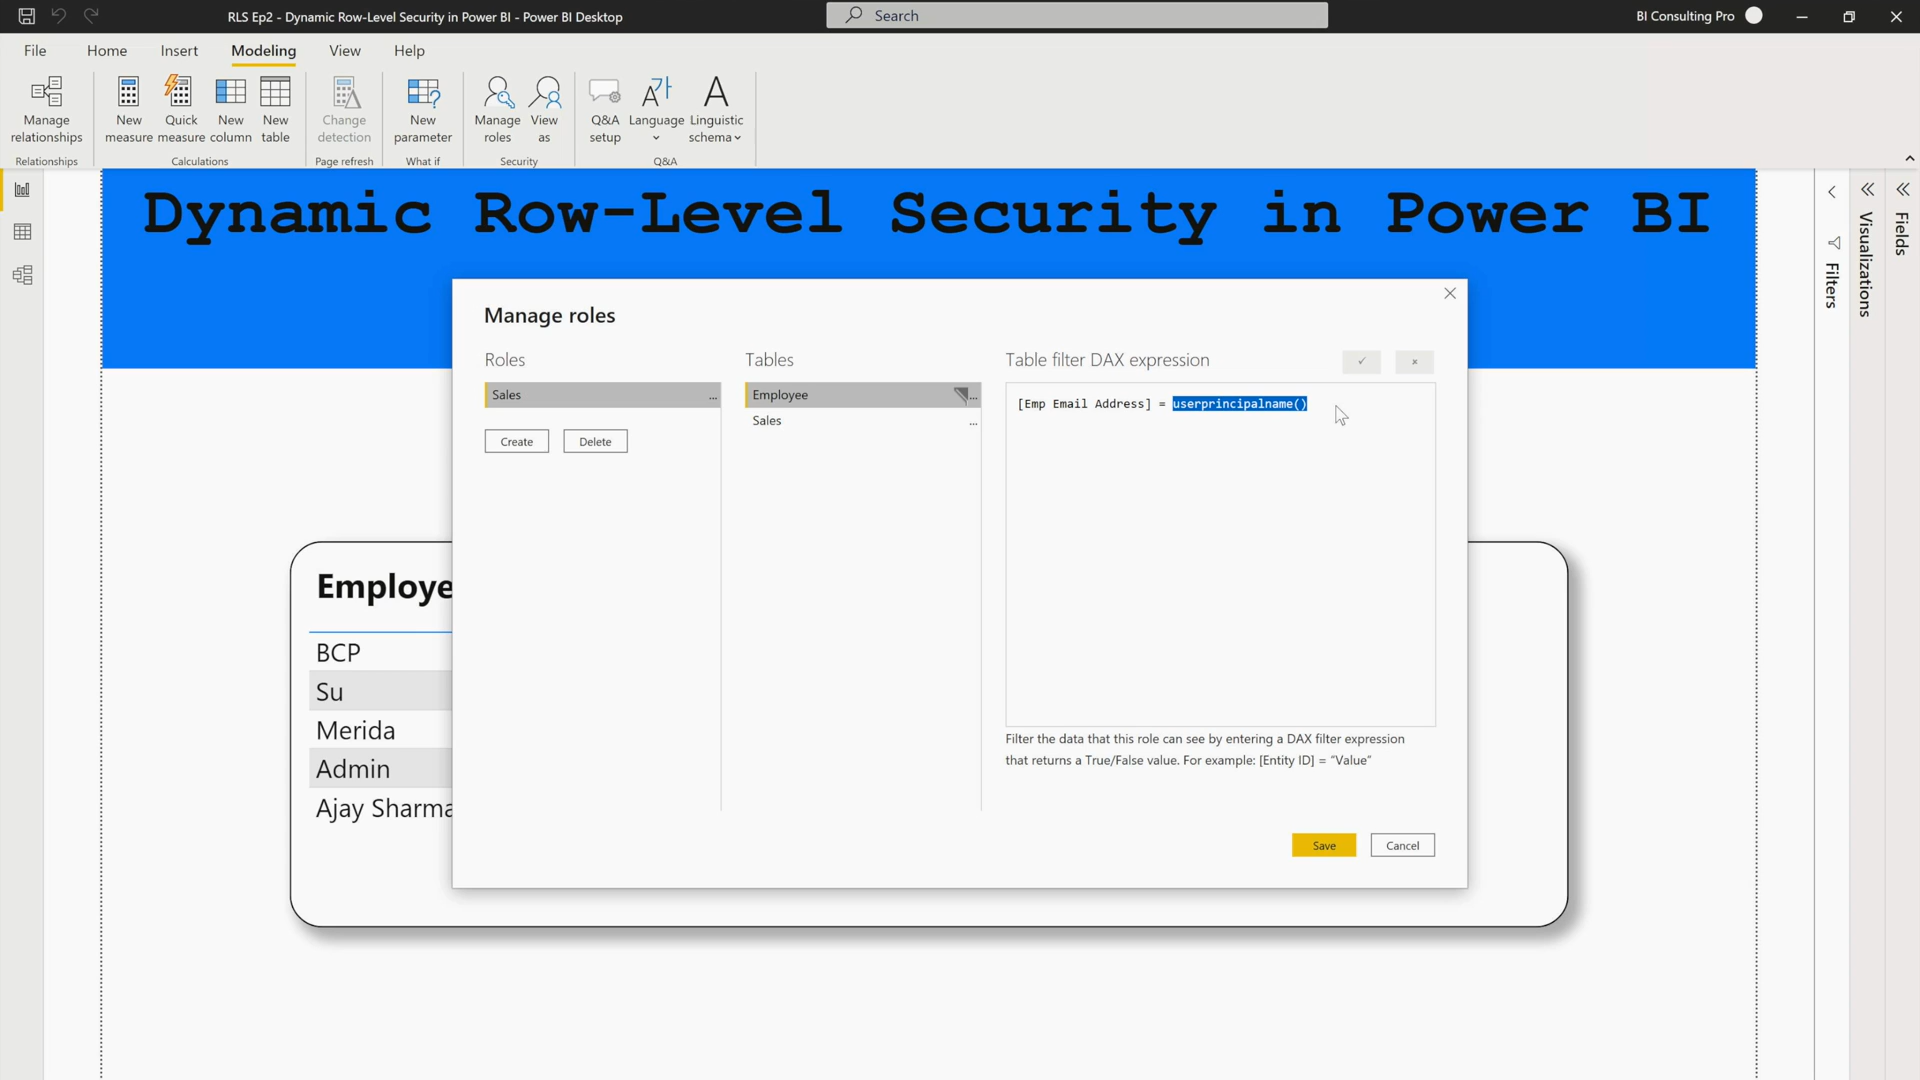 RLS Ep2 - Dynamic Row-Level Security in Power BI - Power BI Desktop
Search
BI Consulting Pro
File Home Insert Modeling View Help
Manage relationships
New measure
Quick measure
New column
New table
Change detection
New parameter
Manage roles
View as
Q&A setup
Language
Linguistic schema
Relationships
Calculations
Page refresh
What if
Security
Q&A
Dynamic Row-Level Security in Power BI
Filters
Visualizations
Fields
Manage roles
Roles
Tables
Table filter DAX expression
Sales ...
Employee ...
Sales ...
Create
Delete
[Emp Email Address] = userprincipalname()
Filter the data that this role can see by entering a DAX filter expression
that returns a True/False value. For example: [Entity ID] = "Value"
Save
Cancel
Employe
BCP
Su
Merida
Admin
Ajay Sharma